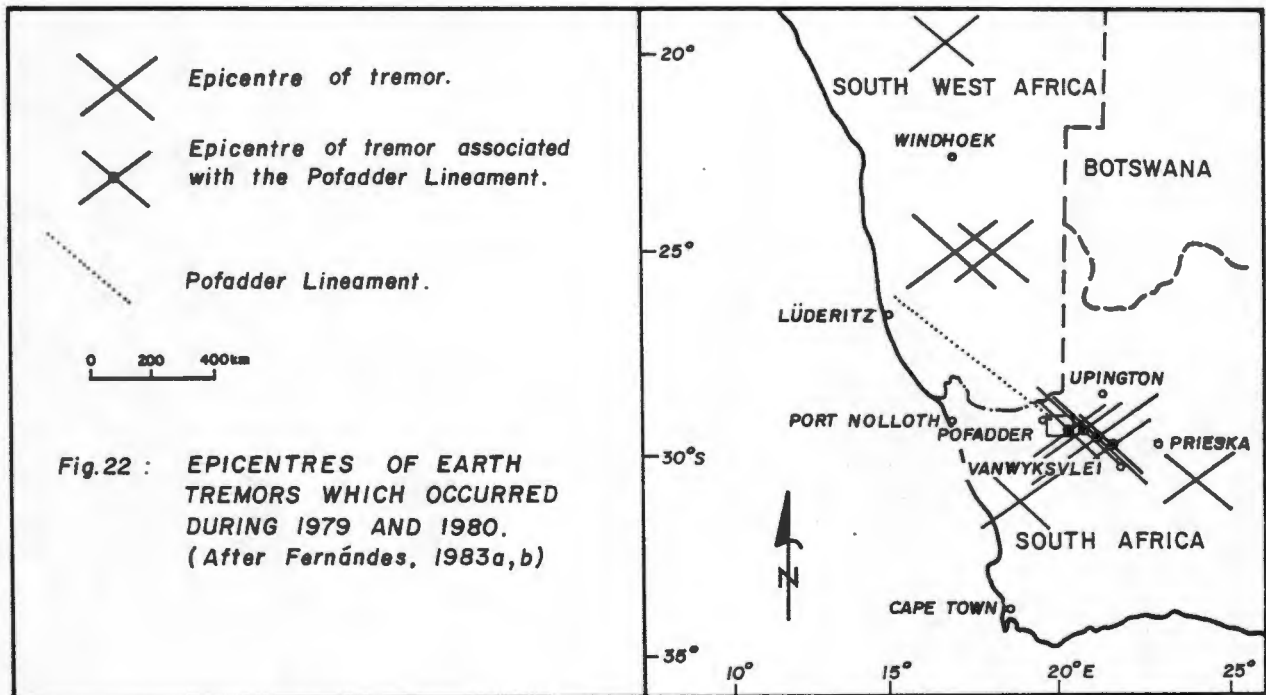 Epicentre of tremor.
Epicentre of tremor associated
with the Pofadder Lineament.
Pofadder Lineament.
0 200 400km
Fig.22 : EPICENTRES OF EARTH
TREMORS WHICH OCCURRED
DURING 1979 AND 1980.
(After Fernándes, 1983a,b)
20°
SOUTH WEST AFRICA
WINDHOEK
BOTSWANA
25°
LÜDERITZ
UPINGTON
PORT NOLLOTH
POFADDER
PRIESKA
30°S
VANWYKSVLEI
SOUTH AFRICA
N
CAPE TOWN
35°
10° 15° 20°E 25°